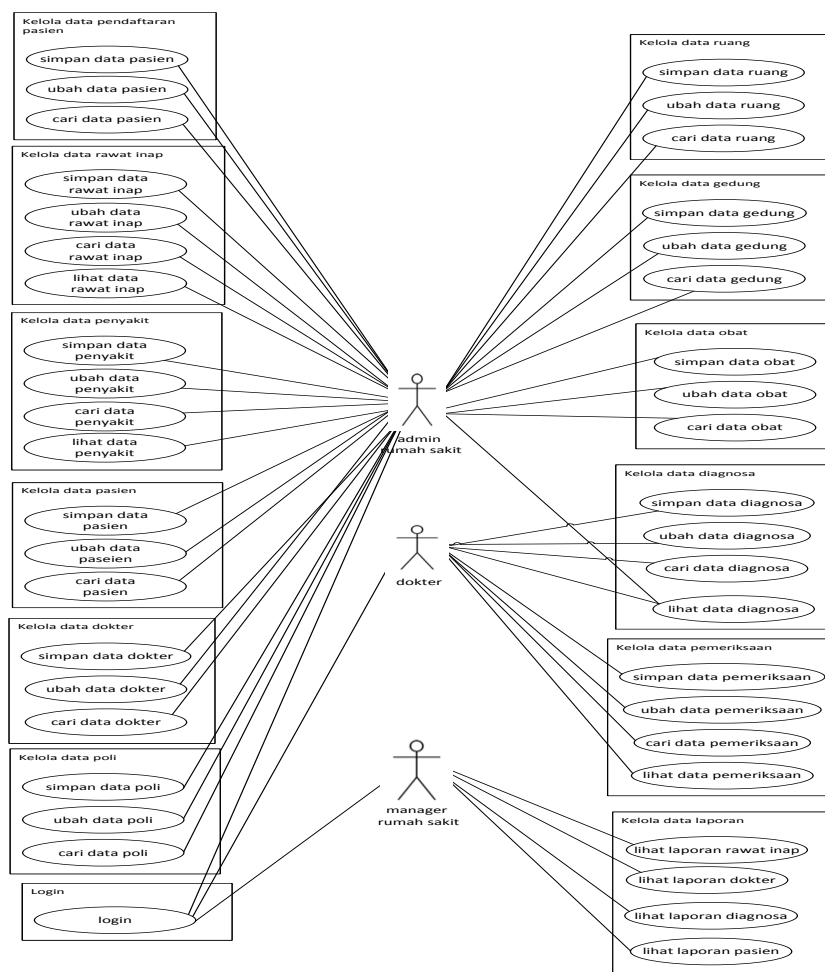 Kelola data pendaftaran
pasien
simpan data pasien
ubah data pasien
cari data pasien
Kelola data rawat inap
simpan data
rawat inap
ubah data
rawat inap
cari data
rawat inap
lihat data
rawat inap
Kelola data penyakit
simpan data
penyakit
ubah data
penyakit
cari data
penyakit
lihat data
penyakit
Kelola data pasien
simpan data
pasien
ubah data
paseien
cari data
pasien
Kelola data dokter
simpan data dokter
ubah data dokter
cari data dokter
Kelola data poli
simpan data poli
ubah data poli
cari data poli
Login
login
admin
rumah sakit
dokter
manager
rumah sakit
Kelola data ruang
simpan data ruang
ubah data ruang
cari data ruang
Kelola data gedung
simpan data gedung
ubah data gedung
cari data gedung
Kelola data obat
simpan data obat
ubah data obat
cari data obat
Kelola data diagnosa
simpan data diagnosa
ubah data diagnosa
cari data diagnosa
lihat data diagnosa
Kelola data pemeriksaan
simpan data pemeriksaan
ubah data pemeriksaan
cari data pemeriksaan
lihat data pemeriksaan
Kelola data laporan
lihat laporan rawat inap
lihat laporan dokter
lihat laporan diagnosa
lihat laporan pasien